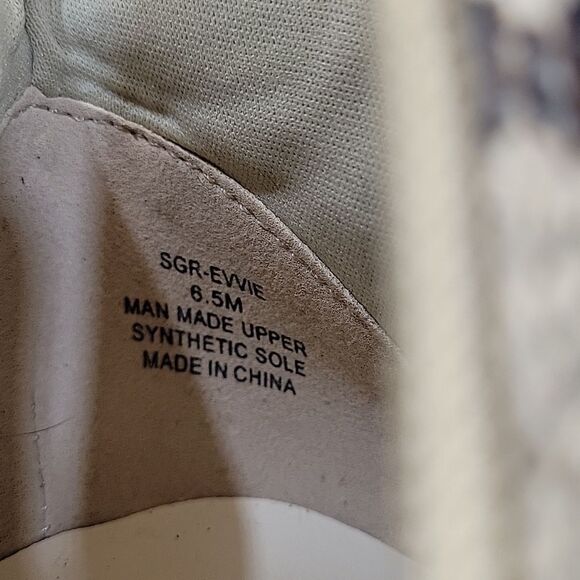 SGR-EVVIE
6.5M
MAN MADE UPPER
SYNTHETIC SOLE
MADE IN CHINA